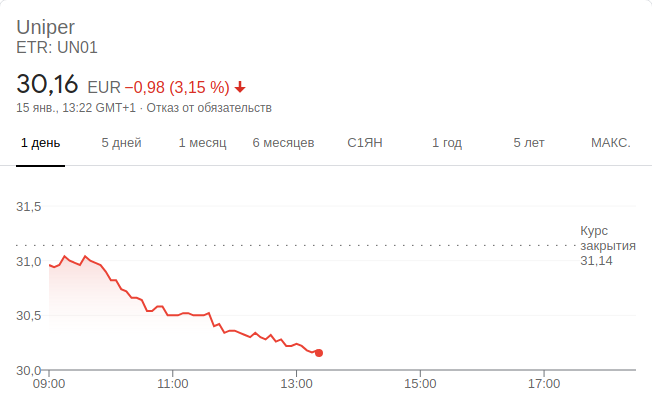 Uniper
ETR: UN01
30,16 EUR −0,98 (3,15 %)
15 янв., 13:22 GMT+1 · Отказ от обязательств
1 день 5 дней 1 месяц 6 месяцев С1ЯН 1 год 5 лет МАКС.
31,5
Курс
закрытия
31,14
31,0
30,5
30,0
09:00 11:00 13:00 15:00 17:00